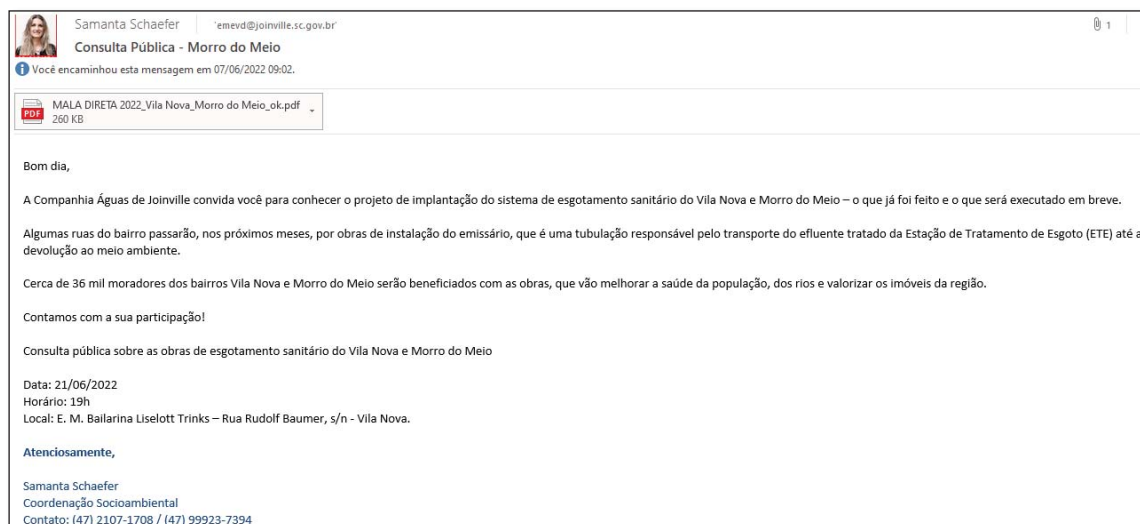 Samanta Schaefer 'emevd@joinville.sc.gov.br' 1
Consulta Pública - Morro do Meio
Você encaminhou esta mensagem em 07/06/2022 09:02.
PDF MALA DIRETA 2022_Vila Nova_Morro do Meio_ok.pdf
260 KB
Bom dia,
A Companhia Águas de Joinville convida você para conhecer o projeto de implantação do sistema de esgotamento sanitário do Vila Nova e Morro do Meio – o que já foi feito e o que será executado em breve.
Algumas ruas do bairro passarão, nos próximos meses, por obras de instalação do emissário, que é uma tubulação responsável pelo transporte do efluente tratado da Estação de Tratamento de Esgoto (ETE) até a
devolução ao meio ambiente.
Cerca de 36 mil moradores dos bairros Vila Nova e Morro do Meio serão beneficiados com as obras, que vão melhorar a saúde da população, dos rios e valorizar os imóveis da região.
Contamos com a sua participação!
Consulta pública sobre as obras de esgotamento sanitário do Vila Nova e Morro do Meio
Data: 21/06/2022
Horário: 19h
Local: E. M. Bailarina Liselott Trinks – Rua Rudolf Baumer, s/n - Vila Nova.
Atenciosamente,
Samanta Schaefer
Coordenação Socioambiental
Contato: (47) 2107-1708 / (47) 99923-7394